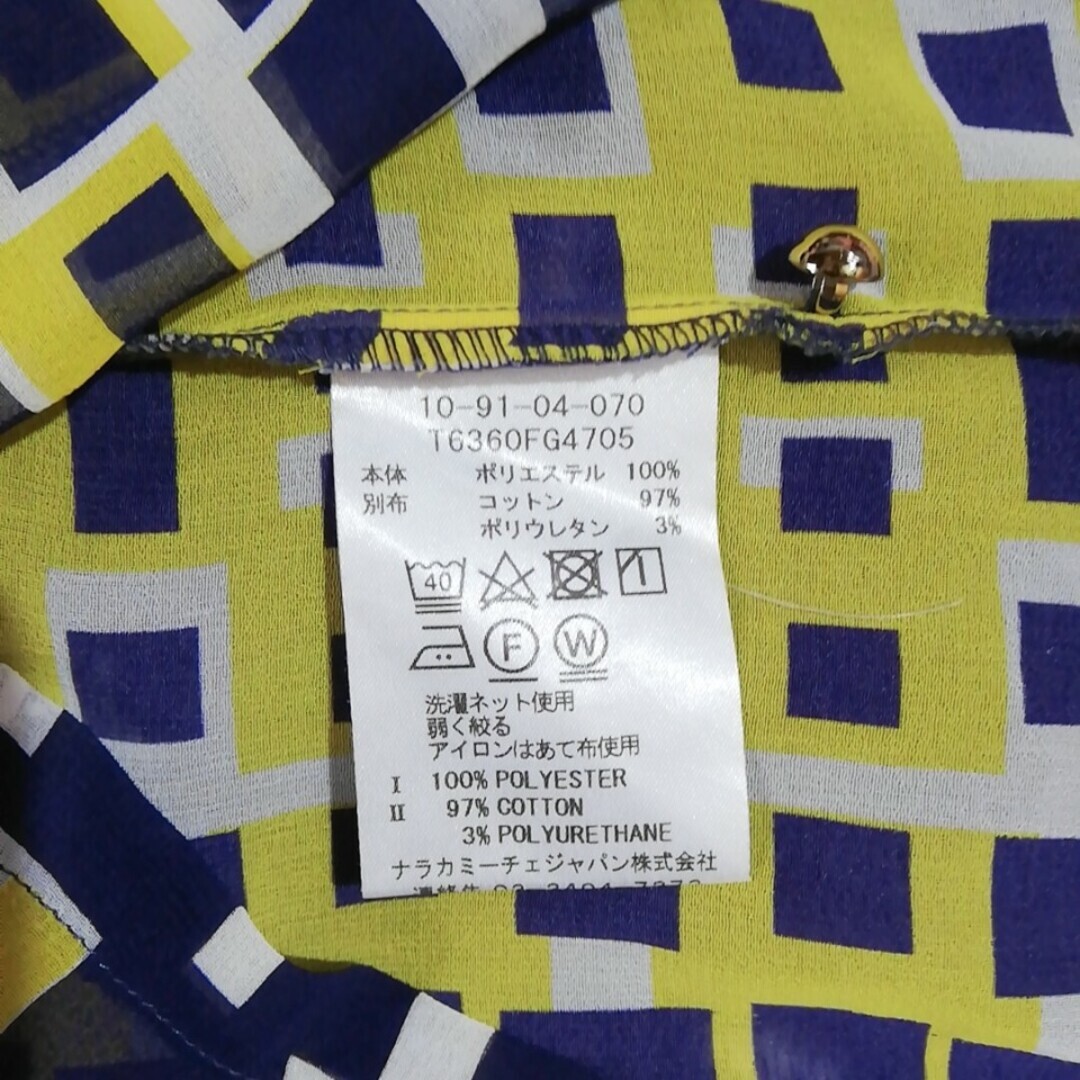 10-91-04-070
T6360FG4705
本体 ポリエステル 100%
別布 コットン 97%
ポリウレタン 3%
40
F W
洗濯ネット使用
弱く絞る
アイロンはあて布使用
I 100% POLYESTER
II 97% COTTON
3% POLYURETHANE
ナラカミーチェジャパン株式会社